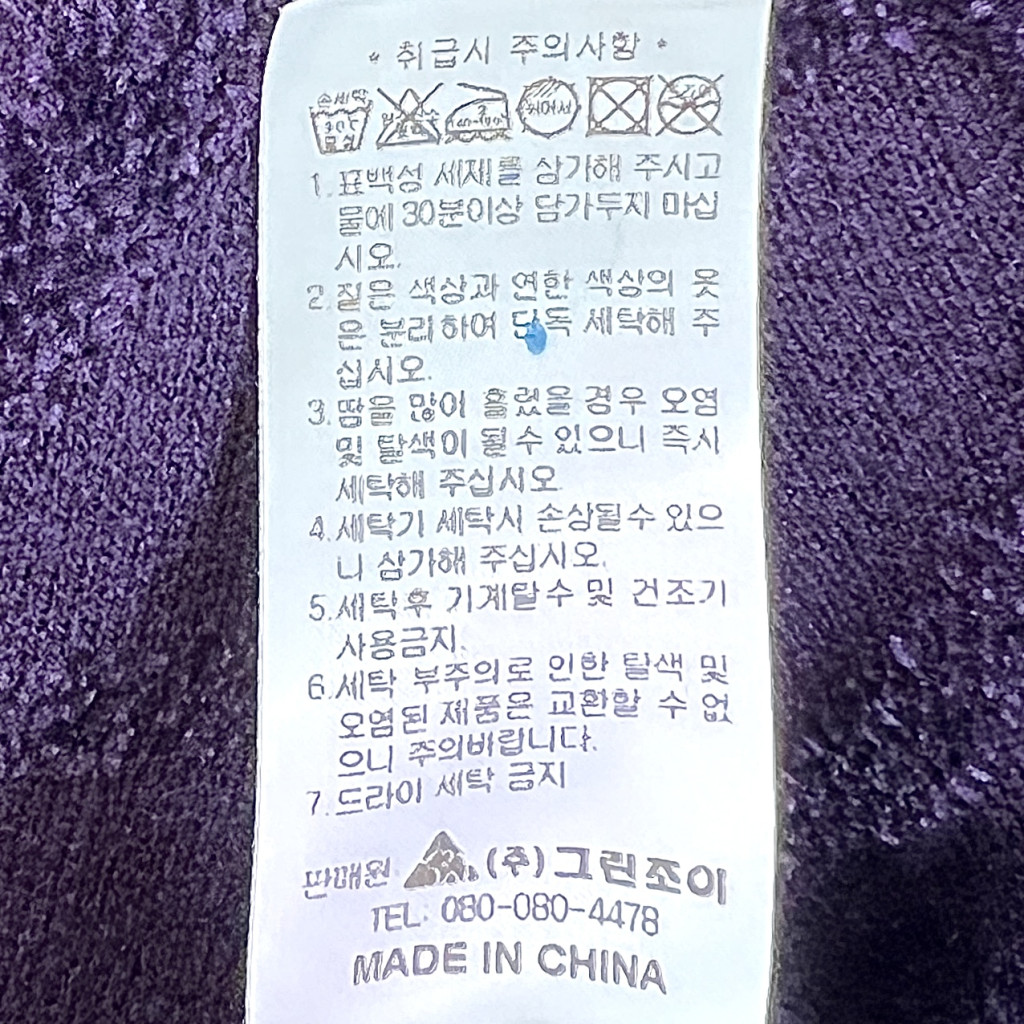 * 취급시 주의사항 *
손세탁
30℃
1. 표백성 세제를 삼가해 주시고
물에 30분이상 담가두지 마십
시오.
2. 짙은 색상과 연한 색상의 옷
은 분리하여 단독 세탁해 주
십시오.
3. 땀을 많이 흘렸을 경우 오염
및 탈색이 될수 있으니 즉시
세탁해 주십시오
4. 세탁기 세탁시 손상될수 있으
니 삼가해 주십시오.
5. 세탁후 기계탈수 및 건조기
사용금지.
6. 세탁 부주의로 인한 탈색 및
오염된 제품은 교환할 수 없
으니 주의바랍니다.
7. 드라이 세탁 금지
판매원 (주)그린조이
TEL: 080-080-4478
MADE IN CHINA